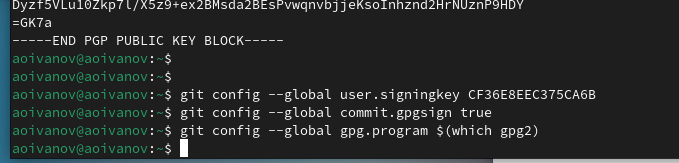 Dyzf5VLu10Zkp7l/X5z9+ex2BMsda2BEsPvwqnvbjjeKsoInhznd2HrNUznP9HDY
=GK7a
-----END PGP PUBLIC KEY BLOCK-----
aoivanov@aoivanov:~$
aoivanov@aoivanov:~$
aoivanov@aoivanov:~$ git config --global user.signingkey CF36E8EEC375CA6B
aoivanov@aoivanov:~$ git config --global commit.gpgsign true
aoivanov@aoivanov:~$ git config --global gpg.program $(which gpg2)
aoivanov@aoivanov:~$